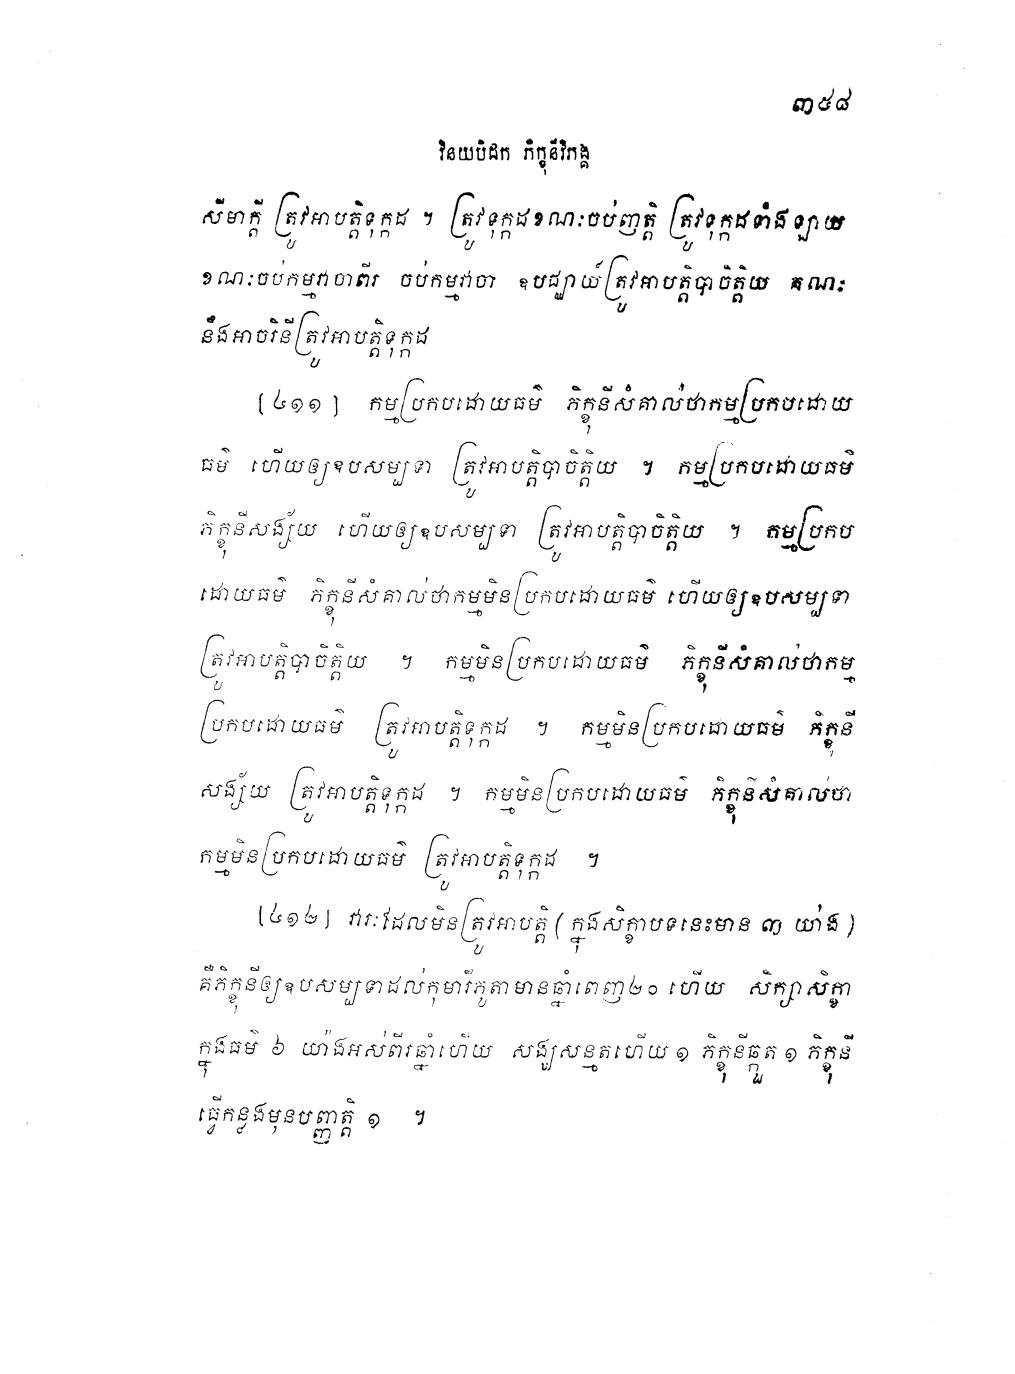 ៣៥៨
វិនយបិដក ភិក្ខុនីវិភង្គ
សីមាក្តី ត្រូវអាបត្តិទុក្កដ ។ ត្រូវទុក្កដខណៈចប់ញត្តិ ត្រូវទុក្កដទាំងឡាយ
ខណៈចប់កម្មវាចាពីរ ចប់កម្មវាចា ឧបជ្ឈាយ៍ត្រូវអាបត្តិបាចិត្តិយ គណៈ
នឹងអាចរិនីត្រូវអាបត្តិទុក្កដ
[៤១១] កម្មប្រកបដោយធម៌ ភិក្ខុនីសំគាល់ថាកម្មប្រកបដោយ
ធម៌ ហើយឲ្យឧបសម្បទា ត្រូវអាបត្តិបាចិត្តិយ ។ កម្មប្រកបដោយធម៌
ភិក្ខុនីសង្ស័យ ហើយឲ្យឧបសម្បទា ត្រូវអាបត្តិបាចិត្តិយ ។ កម្មប្រកប
ដោយធម៌ ភិក្ខុនីសំគាល់ថាកម្មមិនប្រកបដោយធម៌ ហើយឲ្យឧបសម្បទា
ត្រូវអាបត្តិបាចិត្តិយ ។ កម្មមិនប្រកបដោយធម៌ ភិក្ខុនីសំគាល់ថាកម្ម
ប្រកបដោយធម៌ ត្រូវអាបត្តិទុក្កដ ។ កម្មមិនប្រកបដោយធម៌ ភិក្ខុនី
សង្ស័យ ត្រូវអាបត្តិទុក្កដ ។ កម្មមិនប្រកបដោយធម៌ ភិក្ខុនីសំគាល់ថា
កម្មមិនប្រកបដោយធម៌ ត្រូវអាបត្តិទុក្កដ ។
[៤១២] វារៈដែលមិនត្រូវអាបត្តិ (ក្នុងសិក្ខាបទនេះមាន ៣ យ៉ាង)
គឺភិក្ខុនីឲ្យឧបសម្បទាដល់កុមារីភូតាមានឆ្នាំពេញ២០ ហើយ សិក្សាសិក្ខា
ក្នុងធម៌ ៦ យ៉ាងអស់ពីរឆ្នាំហើយ សង្ឃសន្មតហើយ ១ ភិក្ខុនីឆ្កួត ១ ភិក្ខុនី
ធ្វើកន្លងមុនបញ្ញត្តិ ១ ។